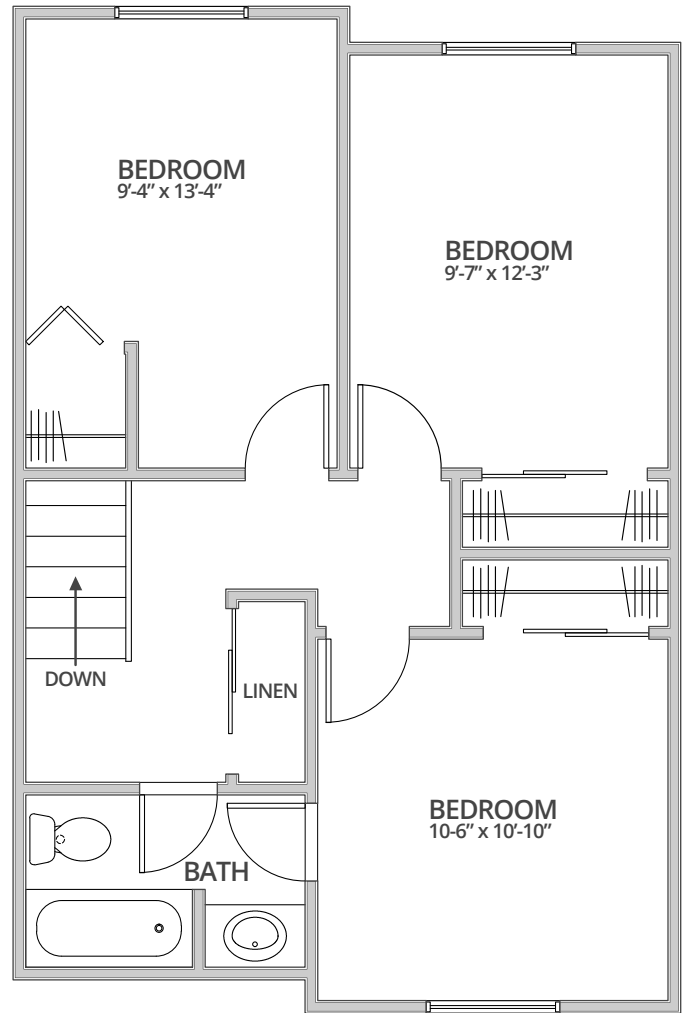 BEDROOM
9’-4” x 13’-4”
BEDROOM
9’-7” x 12’-3”
DOWN
LINEN
BEDROOM
10-6” x 10’-10”
BATH